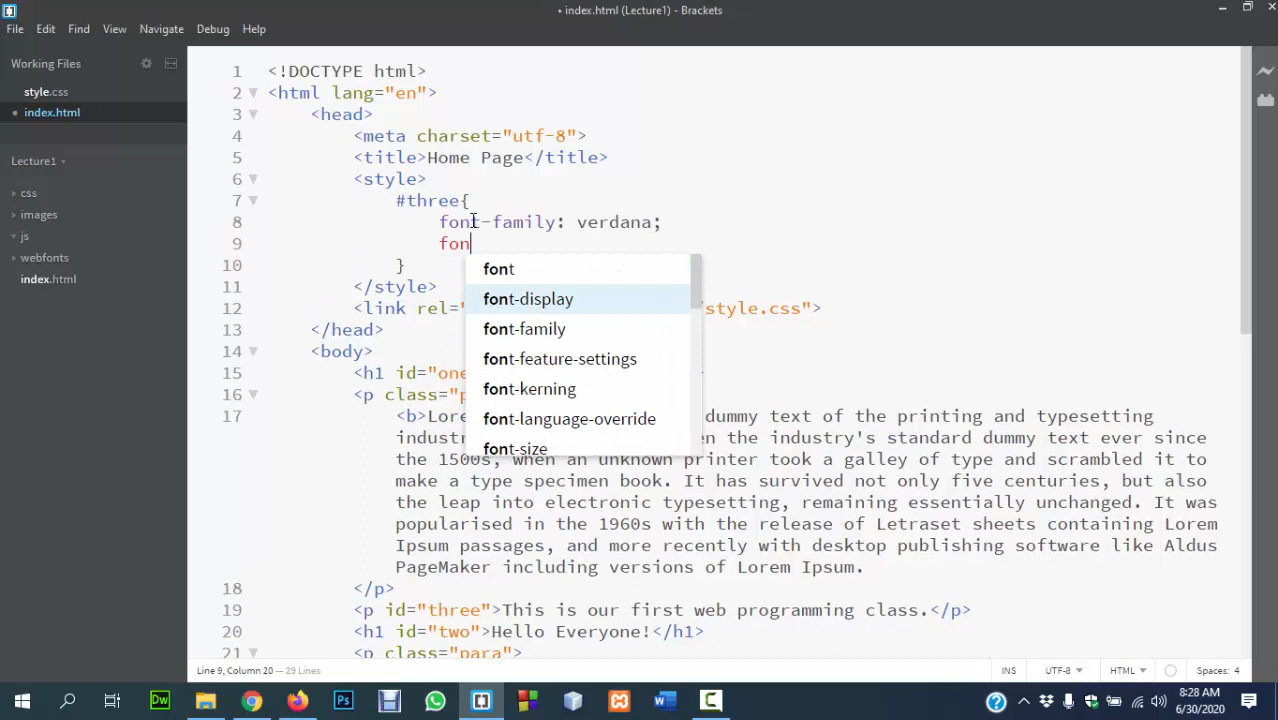 • index.html (Lecture1) - Brackets
File Edit Find View Navigate Debug Help
Working Files
style.css
• index.html
Lecture1
css
images
js
webfonts
index.html
1 <!DOCTYPE html>
2 <html lang="en">
3 <head>
4 <meta charset="utf-8">
5 <title>Home Page</title>
6 <style>
7 #three{
8 font-family: verdana;
9 fon
10 }
11 </style>
12 <link rel="/style.css">
13 </head>
14 <body>
15 <h1 id="one
16 <p class="p
17 <b>Lore dummy text of the printing and typesetting
industr n the industry's standard dummy text ever since
the 1500s, when an unknown printer took a galley of type and scrambled it to
make a type specimen book. It has survived not only five centuries, but also
the leap into electronic typesetting, remaining essentially unchanged. It was
popularised in the 1960s with the release of Letraset sheets containing Lorem
Ipsum passages, and more recently with desktop publishing software like Aldus
PageMaker including versions of Lorem Ipsum.
18 </p>
19 <p id="three">This is our first web programming class.</p>
20 <h1 id="two">Hello Everyone!</h1>
21 <p class="para">
font
font-display
font-family
font-feature-settings
font-kerning
font-language-override
font-size
Line 9, Column 20 — 29 Lines
INS UTF-8 HTML Spaces: 4
Dw Ps W
8:28 AM
6/30/2020